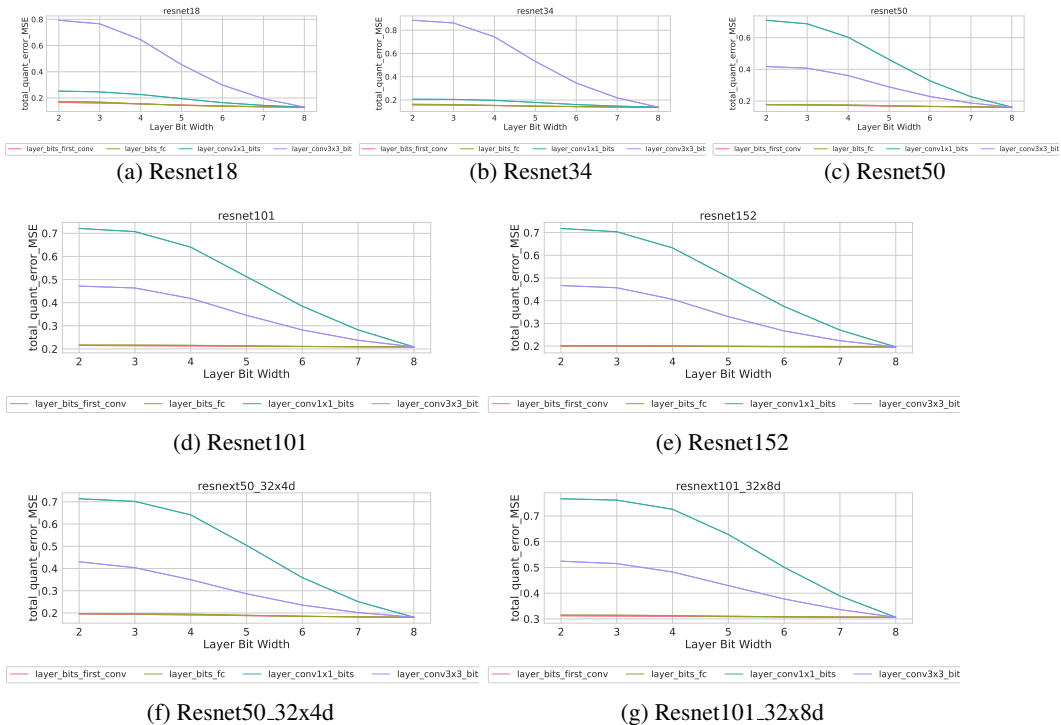 resnet18
total_quant_error_MSE
0.8
0.6
0.4
0.2
2 3 4 5 6 7 8
Layer Bit Width
layer_bits_first_conv layer_bits_fc layer_conv1x1_bits layer_conv3x3_bit
(a) Resnet18
resnet34
total_quant_error_MSE
0.8
0.6
0.4
0.2
2 3 4 5 6 7 8
Layer Bit Width
layer_bits_first_conv layer_bits_fc layer_conv1x1_bits layer_conv3x3_bit
(b) Resnet34
resnet50
total_quant_error_MSE
0.6
0.4
0.2
2 3 4 5 6 7 8
Layer Bit Width
layer_bits_first_conv layer_bits_fc layer_conv1x1_bits layer_conv3x3_bit
(c) Resnet50
resnet101
total_quant_error_MSE
0.7
0.6
0.5
0.4
0.3
0.2
2 3 4 5 6 7 8
Layer Bit Width
layer_bits_first_conv layer_bits_fc layer_conv1x1_bits layer_conv3x3_bit
(d) Resnet101
resnet152
total_quant_error_MSE
0.7
0.6
0.5
0.4
0.3
0.2
2 3 4 5 6 7 8
Layer Bit Width
layer_bits_first_conv layer_bits_fc layer_conv1x1_bits layer_conv3x3_bit
(e) Resnet152
resnext50_32x4d
total_quant_error_MSE
0.7
0.6
0.5
0.4
0.3
0.2
2 3 4 5 6 7 8
Layer Bit Width
layer_bits_first_conv layer_bits_fc layer_conv1x1_bits layer_conv3x3_bit
(f) Resnet50_32x4d
resnext101_32x8d
total_quant_error_MSE
0.7
0.6
0.5
0.4
0.3
2 3 4 5 6 7 8
Layer Bit Width
layer_bits_first_conv layer_bits_fc layer_conv1x1_bits layer_conv3x3_bit
(g) Resnet101_32x8d